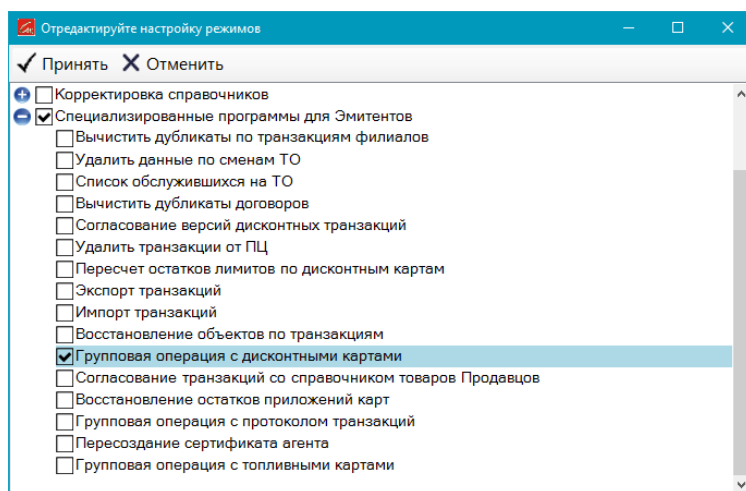 Отредактируйте настройку режимов
Принять Отменить
Корректировка справочников
Специализированные программы для Эмитентов
Вычистить дубликаты по транзакциям филиалов
Удалить данные по сменам ТО
Список обслужившихся на ТО
Вычистить дубликаты договоров
Согласование версий дисконтных транзакций
Удалить транзакции от ПЦ
Пересчет остатков лимитов по дисконтным картам
Экспорт транзакций
Импорт транзакций
Восстановление объектов по транзакциям
Групповая операция с дисконтными картами
Согласование транзакций со справочником товаров Продавцов
Восстановление остатков приложений карт
Групповая операция с протоколом транзакций
Пересоздание сертификата агента
Групповая операция с топливными картами